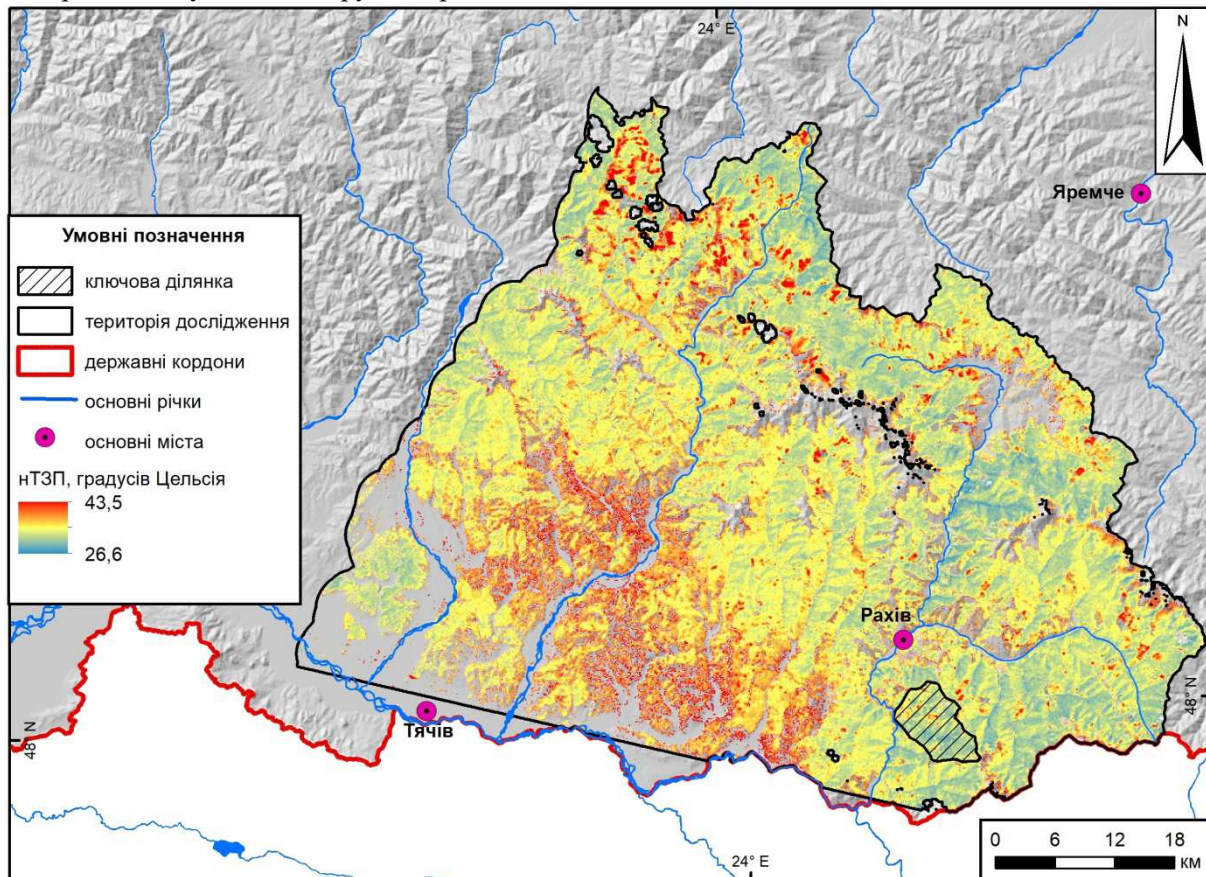 24° E
N
Яремче
Умовні позначення
ключова ділянка
територія дослідження
державні кордони
основні річки
основні міста
нТЗП, градусів Цельсія
43,5
26,6
Рахів
48° N
Тячів
48° N
0 6 12 18
км
24° E